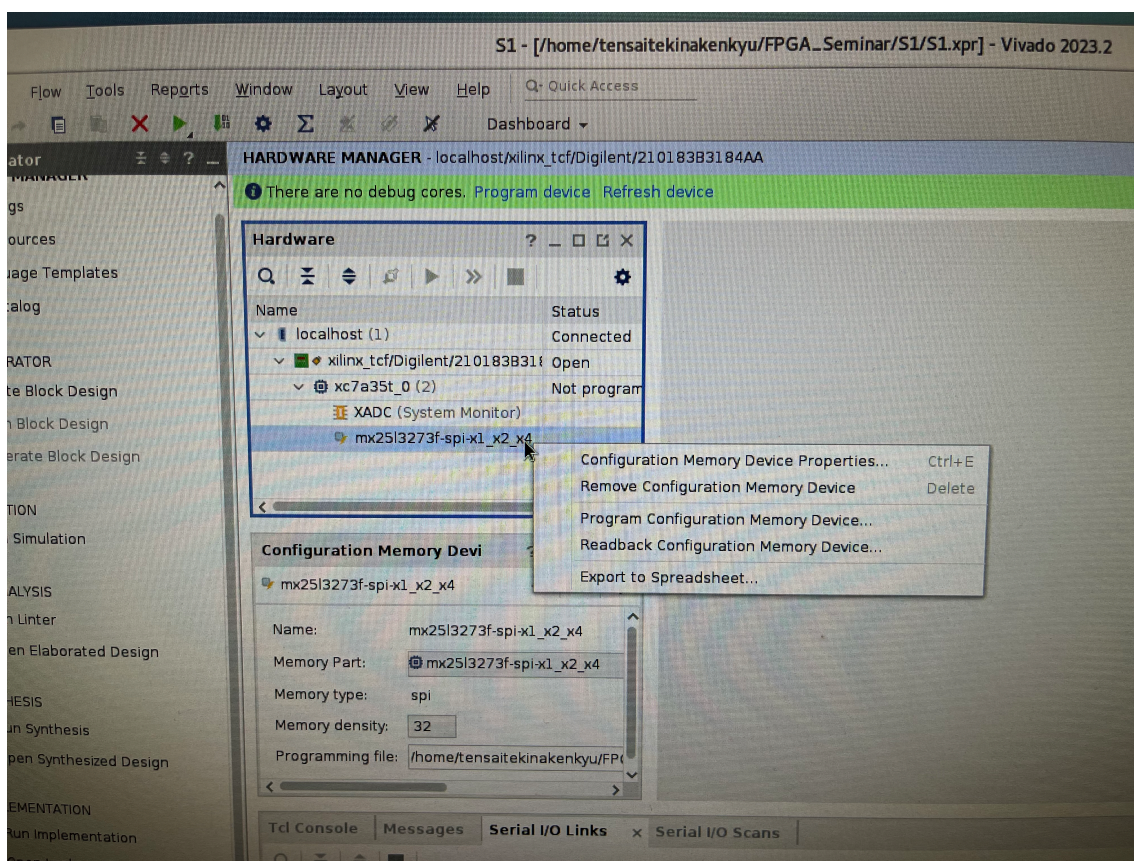 S1 - [/home/tensaitekinakenkyu/FPGA_Seminar/S1/S1.xpr] - Vivado 2023.2
Flow Tools Reports Window Layout View Help Quick Access
Dashboard
ator ? _
HARDWARE MANAGER - localhost/xilinx_tcf/Digilent/210183B3184AA
MANAGER
There are no debug cores. Program device Refresh device
gs
ources
uage Templates
talog
RATOR
te Block Design
n Block Design
erate Block Design
TION
Simulation
ALYSIS
n Linter
en Elaborated Design
HESIS
un Synthesis
pen Synthesized Design
EMENTATION
Run Implementation
Hardware ? _
Name Status
localhost (1) Connected
xilinx_tcf/Digilent/210183B318 Open
xc7a35t_0 (2) Not program
XADC (System Monitor)
mx25l3273f-spi-x1_x2_x4
Configuration Memory Device Properties... Ctrl+E
Remove Configuration Memory Device Delete
Program Configuration Memory Device...
Readback Configuration Memory Device...
Export to Spreadsheet...
Configuration Memory Devi ?
mx25l3273f-spi-x1_x2_x4
Name: mx25l3273f-spi-x1_x2_x4
Memory Part: mx25l3273f-spi-x1_x2_x4
Memory type: spi
Memory density: 32
Programming file: /home/tensaitekinakenkyu/FP
Tcl Console Messages Serial I/O Links x Serial I/O Scans